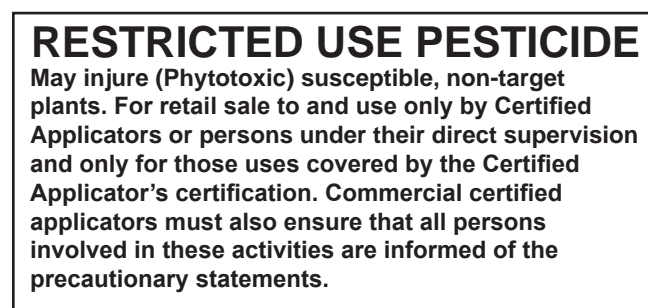 RESTRICTED USE PESTICIDE
May injure (Phytotoxic) susceptible, non-target
plants. For retail sale to and use only by Certified
Applicators or persons under their direct supervision
and only for those uses covered by the Certified
Applicator’s certification. Commercial certified
applicators must also ensure that all persons
involved in these activities are informed of the
precautionary statements.